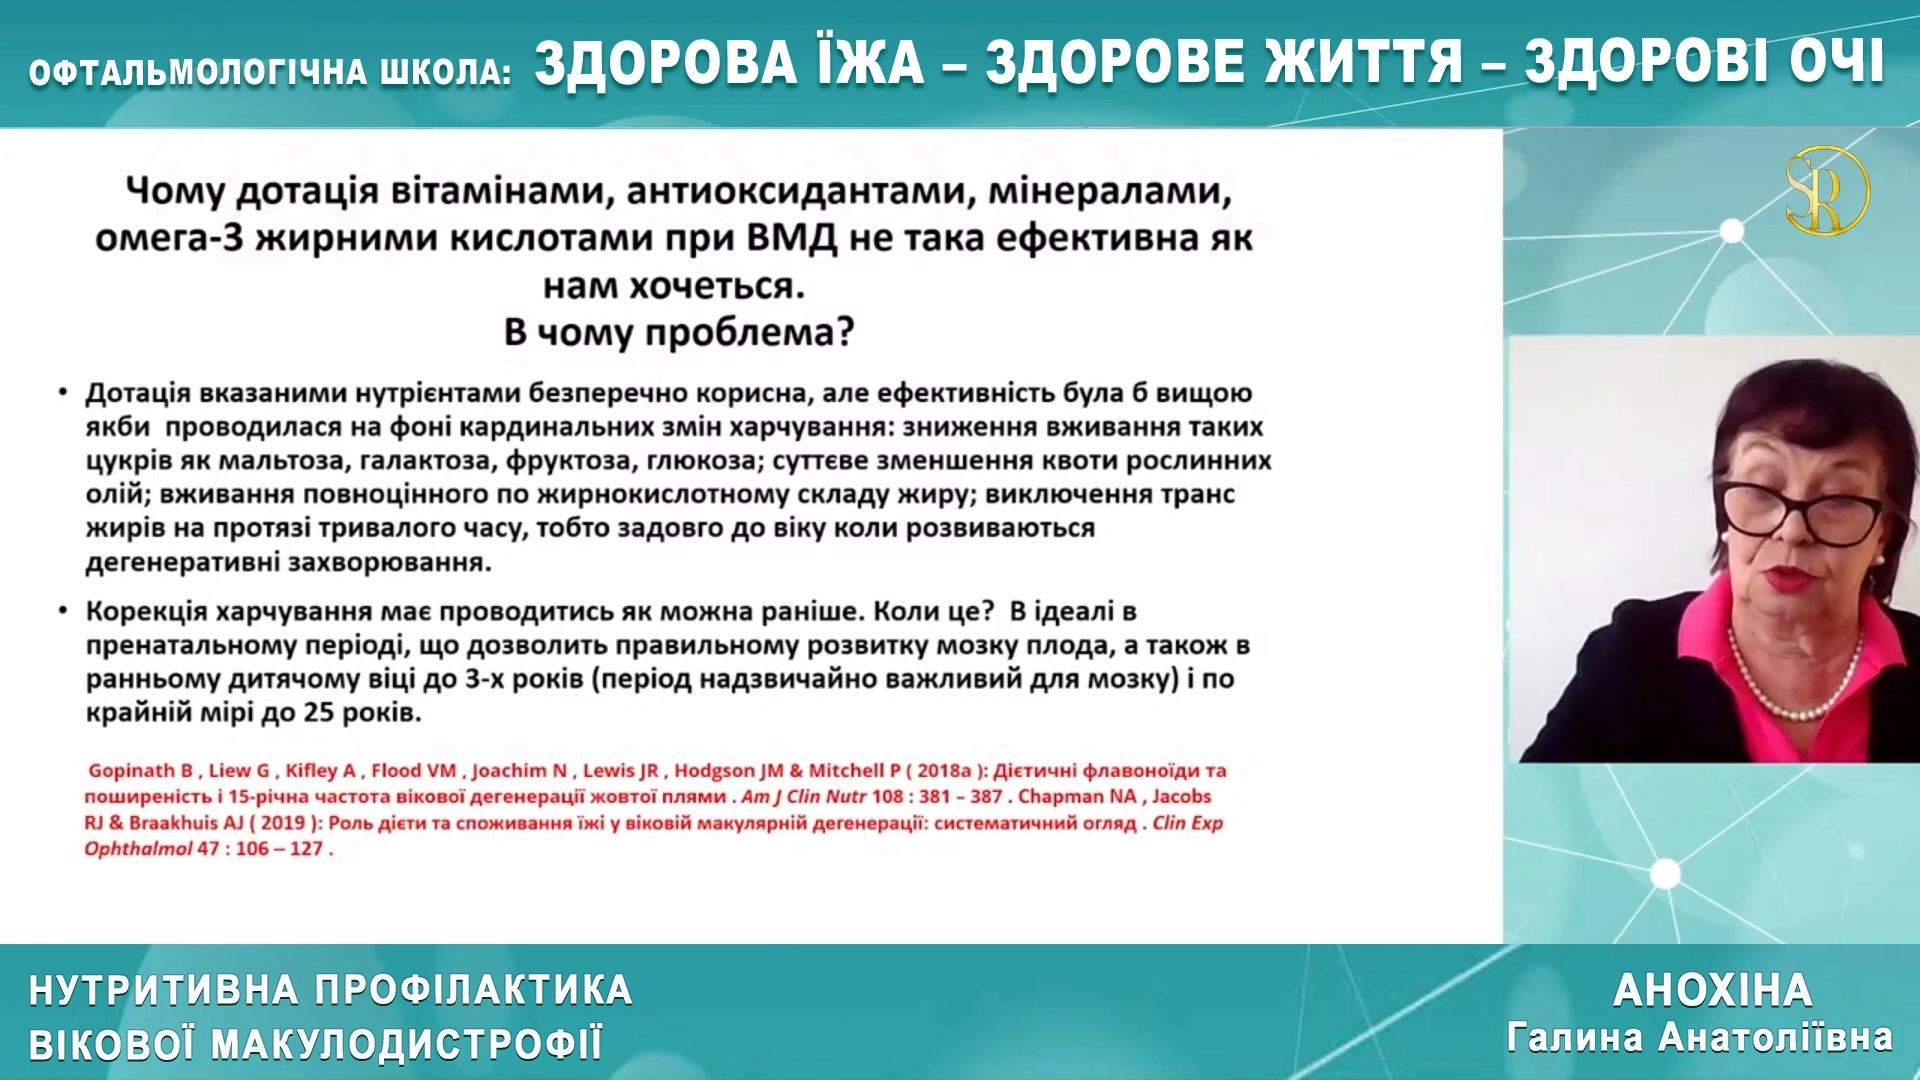 ОФТАЛЬМОЛОГІЧНА ШКОЛА: ЗДОРОВА ЇЖА – ЗДОРОВЕ ЖИТТЯ – ЗДОРОВІ ОЧІ
SR
Чому дотація вітамінами, антиоксидантами, мінералами,
омега-3 жирними кислотами при ВМД не така ефективна як
нам хочеться.
В чому проблема?
• Дотація вказаними нутрієнтами безперечно корисна, але ефективність була б вищою
якби проводилася на фоні кардинальних змін харчування: зниження вживання таких
цукрів як мальтоза, галактоза, фруктоза, глюкоза; суттєве зменшення квоти рослинних
олій; вживання повноцінного по жирнокислотному складу жиру; виключення транс
жирів на протязі тривалого часу, тобто задовго до віку коли розвиваються
дегенеративні захворювання.
• Корекція харчування має проводитись як можна раніше. Коли це? В ідеалі в
пренатальному періоді, що дозволить правильному розвитку мозку плода, а також в
ранньому дитячому віці до 3-х років (період надзвичайно важливий для мозку) і по
крайній мірі до 25 років.
Gopinath B , Liew G , Kifley A , Flood VM , Joachim N , Lewis JR , Hodgson JM & Mitchell P ( 2018a ): Дієтичні флавоноїди та
поширеність і 15-річна частота вікової дегенерації жовтої плями . Am J Clin Nutr 108 : 381 – 387 . Chapman NA , Jacobs
RJ & Braakhuis AJ ( 2019 ): Роль дієти та споживання їжі у віковій макулярній дегенерації: систематичний огляд . Clin Exp
Ophthalmol 47 : 106 – 127 .
НУТРИТИВНА ПРОФІЛАКТИКА
ВІКОВОЇ МАКУЛОДИСТРОФІЇ
АНОХІНА
Галина Анатоліївна